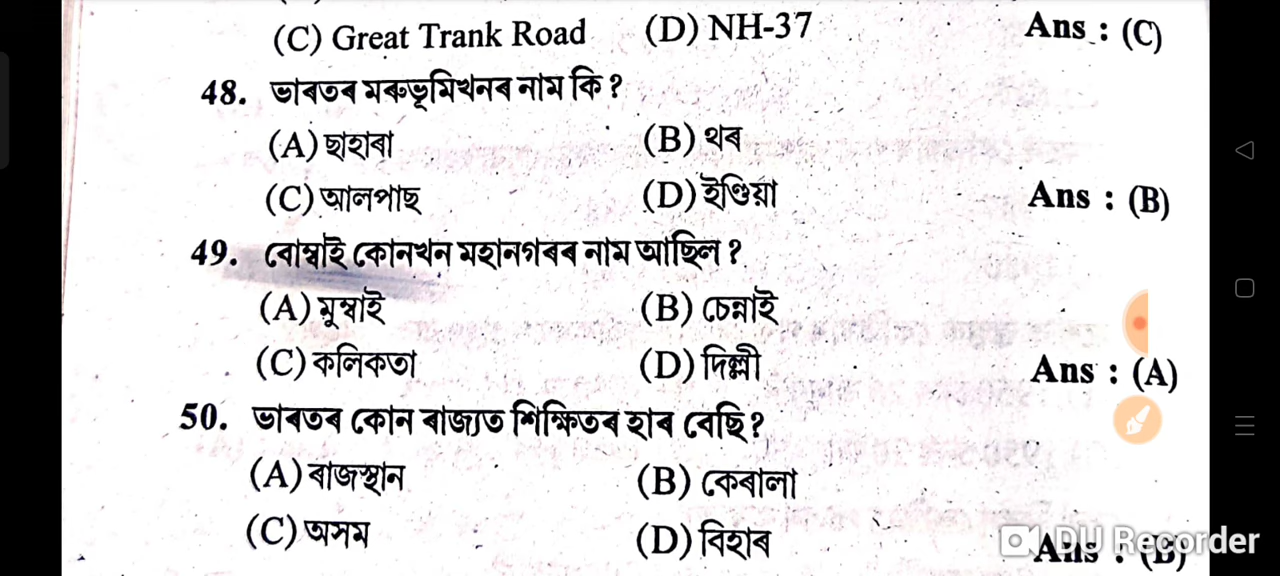 (C) Great Trank Road (D) NH-37 Ans : (C)
48. ভাৰতৰ মৰুভূমিখনৰ নাম কি ?
(A) ছাহাৰা (B) থৰ
(C) আলপাছ (D) ইণ্ডিয়া Ans : (B)
49. বোম্বাই কোনখন মহানগৰৰ নাম আছিল ?
(A) মুম্বাই (B) চেন্নাই
(C) কলিকতা (D) দিল্লী Ans : (A)
50. ভাৰতৰ কোন ৰাজ্যত শিক্ষিতৰ হাৰ বেছি ?
(A) ৰাজস্থান (B) কেৰালা
(C) অসম (D) বিহাৰ Ans : (B)
DU Recorder